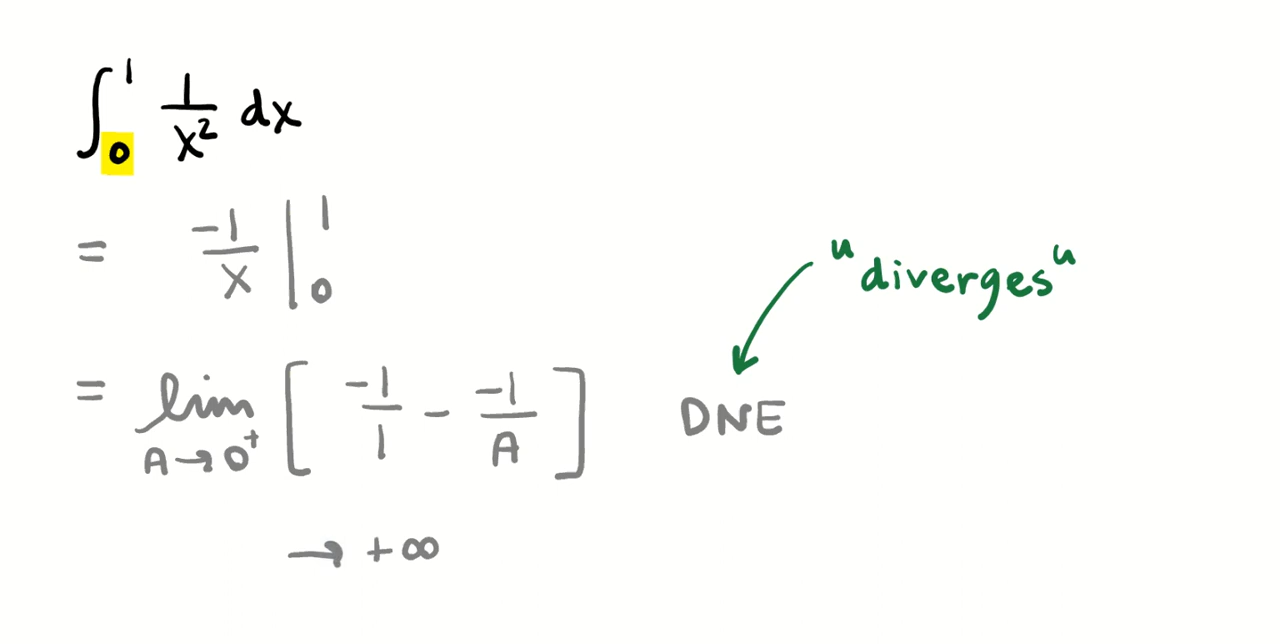 ∫₀¹ 1/x² dx
= -1/x |₀¹
"diverges"
= lim A→0⁺ [ -1/1 - -1/A ] DNE
→ +∞